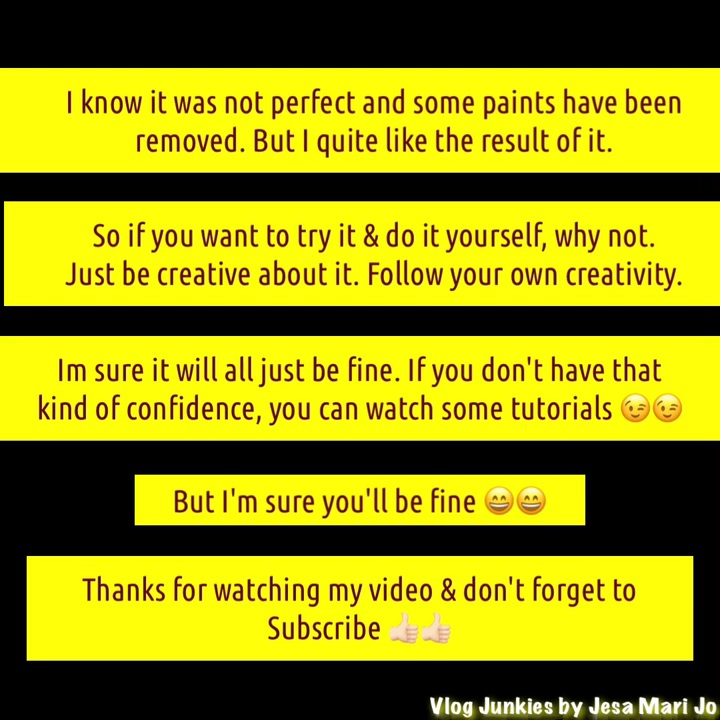 I know it was not perfect and some paints have been
removed. But I quite like the result of it.
So if you want to try it & do it yourself, why not.
Just be creative about it. Follow your own creativity.
Im sure it will all just be fine. If you don't have that
kind of confidence, you can watch some tutorials 😉😉
But I'm sure you'll be fine 😄😄
Thanks for watching my video & don't forget to
Subscribe 👍🏻👍🏻
Vlog Junkies by Jesa Mari Jo